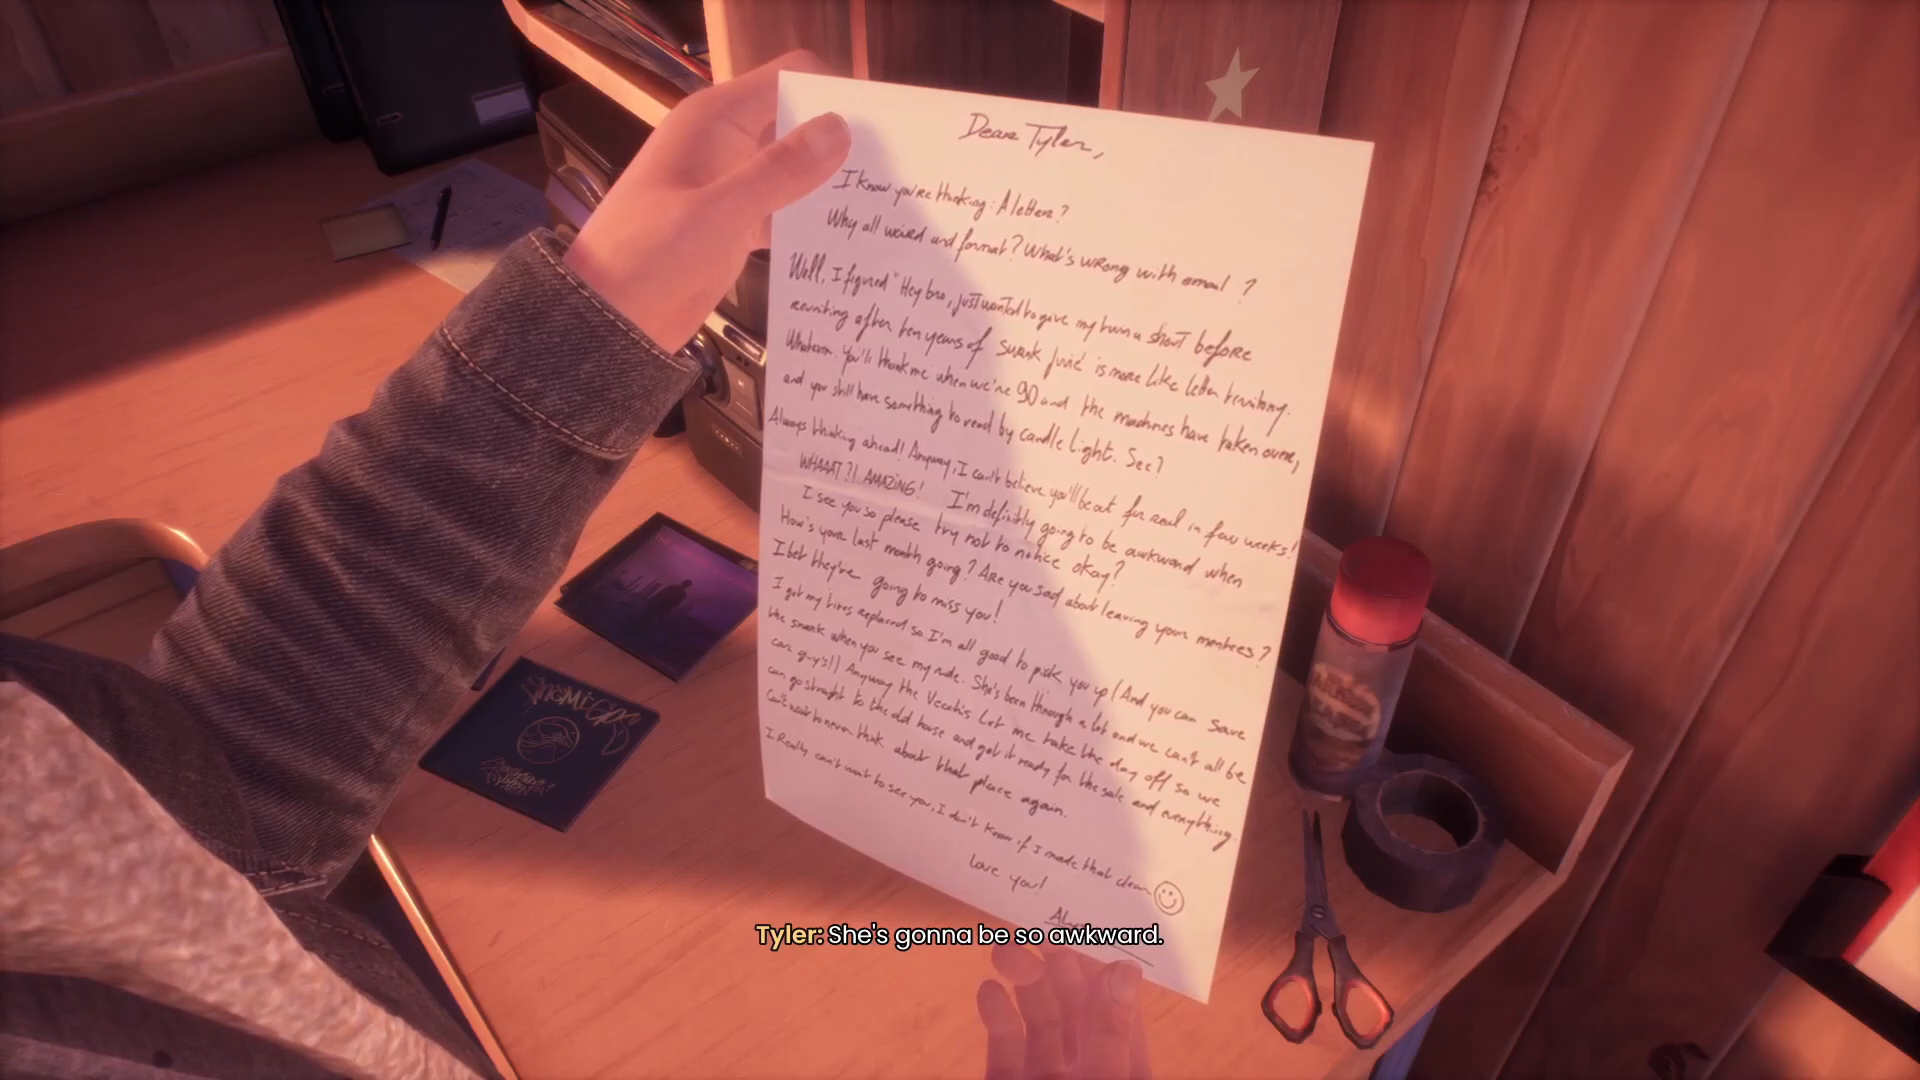 Dear Tyler,
I know you're thinking: A letter?
Why all weird and formal? What's wrong with email?
Well, I figured "Hey bro, just wanted to give my twin a shout before
reuniting after ten years of
is more like letter territory.
Whatever. You'll thank me when we're 90 and the machines have taken over,
and you still have something to read by candle light. See?
Always thinking ahead! Anyway, I can't believe you'll be out for real in few weeks!
WHAAAT?! AMAZING! I'm definitly going to be awkward when
I see you so please try not to notice okay?
How's your last month going? Are you sad about leaving your mentees?
I bet they're going to miss you!
I got my tires replaced so I'm all good to pick you up! And you can save
the snark when you see my ride. She's been through a lot and we can't all be
car guys!!) Anyway the Vecchis let me take the day off so we
can go straight to the old house and get it ready for the sale and everything.
Can't wait to never think about that place again.
I Really can't wait to see you, I don't know if I made that clear
Love you!
Tyler: She's gonna be so awkward.